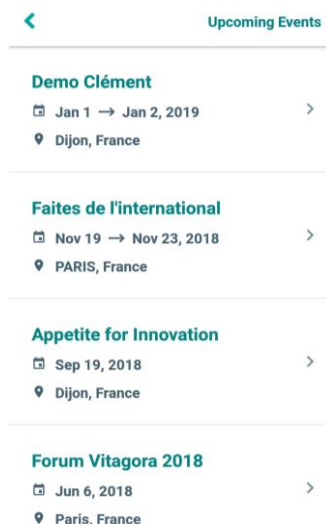 Upcoming Events
Demo Clément
Jan 1 → Jan 2, 2019
Dijon, France
Faites de l'international
Nov 19 → Nov 23, 2018
PARIS, France
Appetite for Innovation
Sep 19, 2018
Dijon, France
Forum Vitagora 2018
Jun 6, 2018
Paris, France